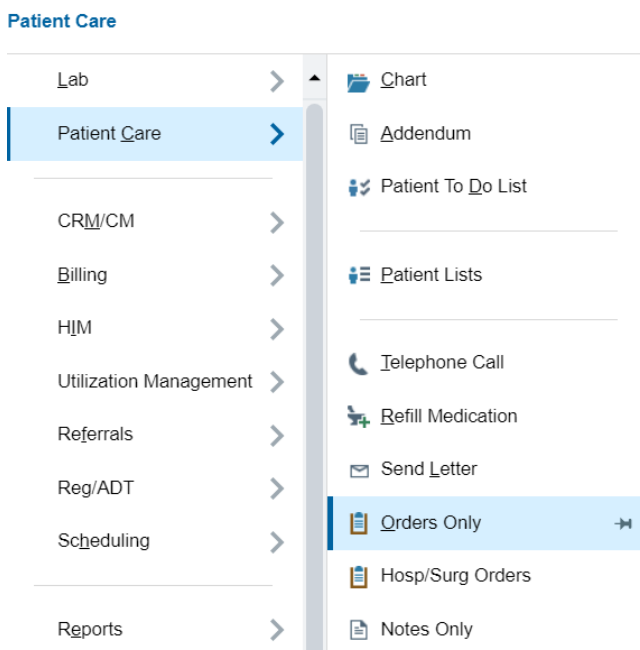 Patient Care
Lab
Patient Care
CRM/CM
Billing
HIM
Utilization Management
Referrals
Reg/ADT
Scheduling
Reports
Chart
Addendum
Patient To Do List
Patient Lists
Telephone Call
Refill Medication
Send Letter
Orders Only
Hosp/Surg Orders
Notes Only